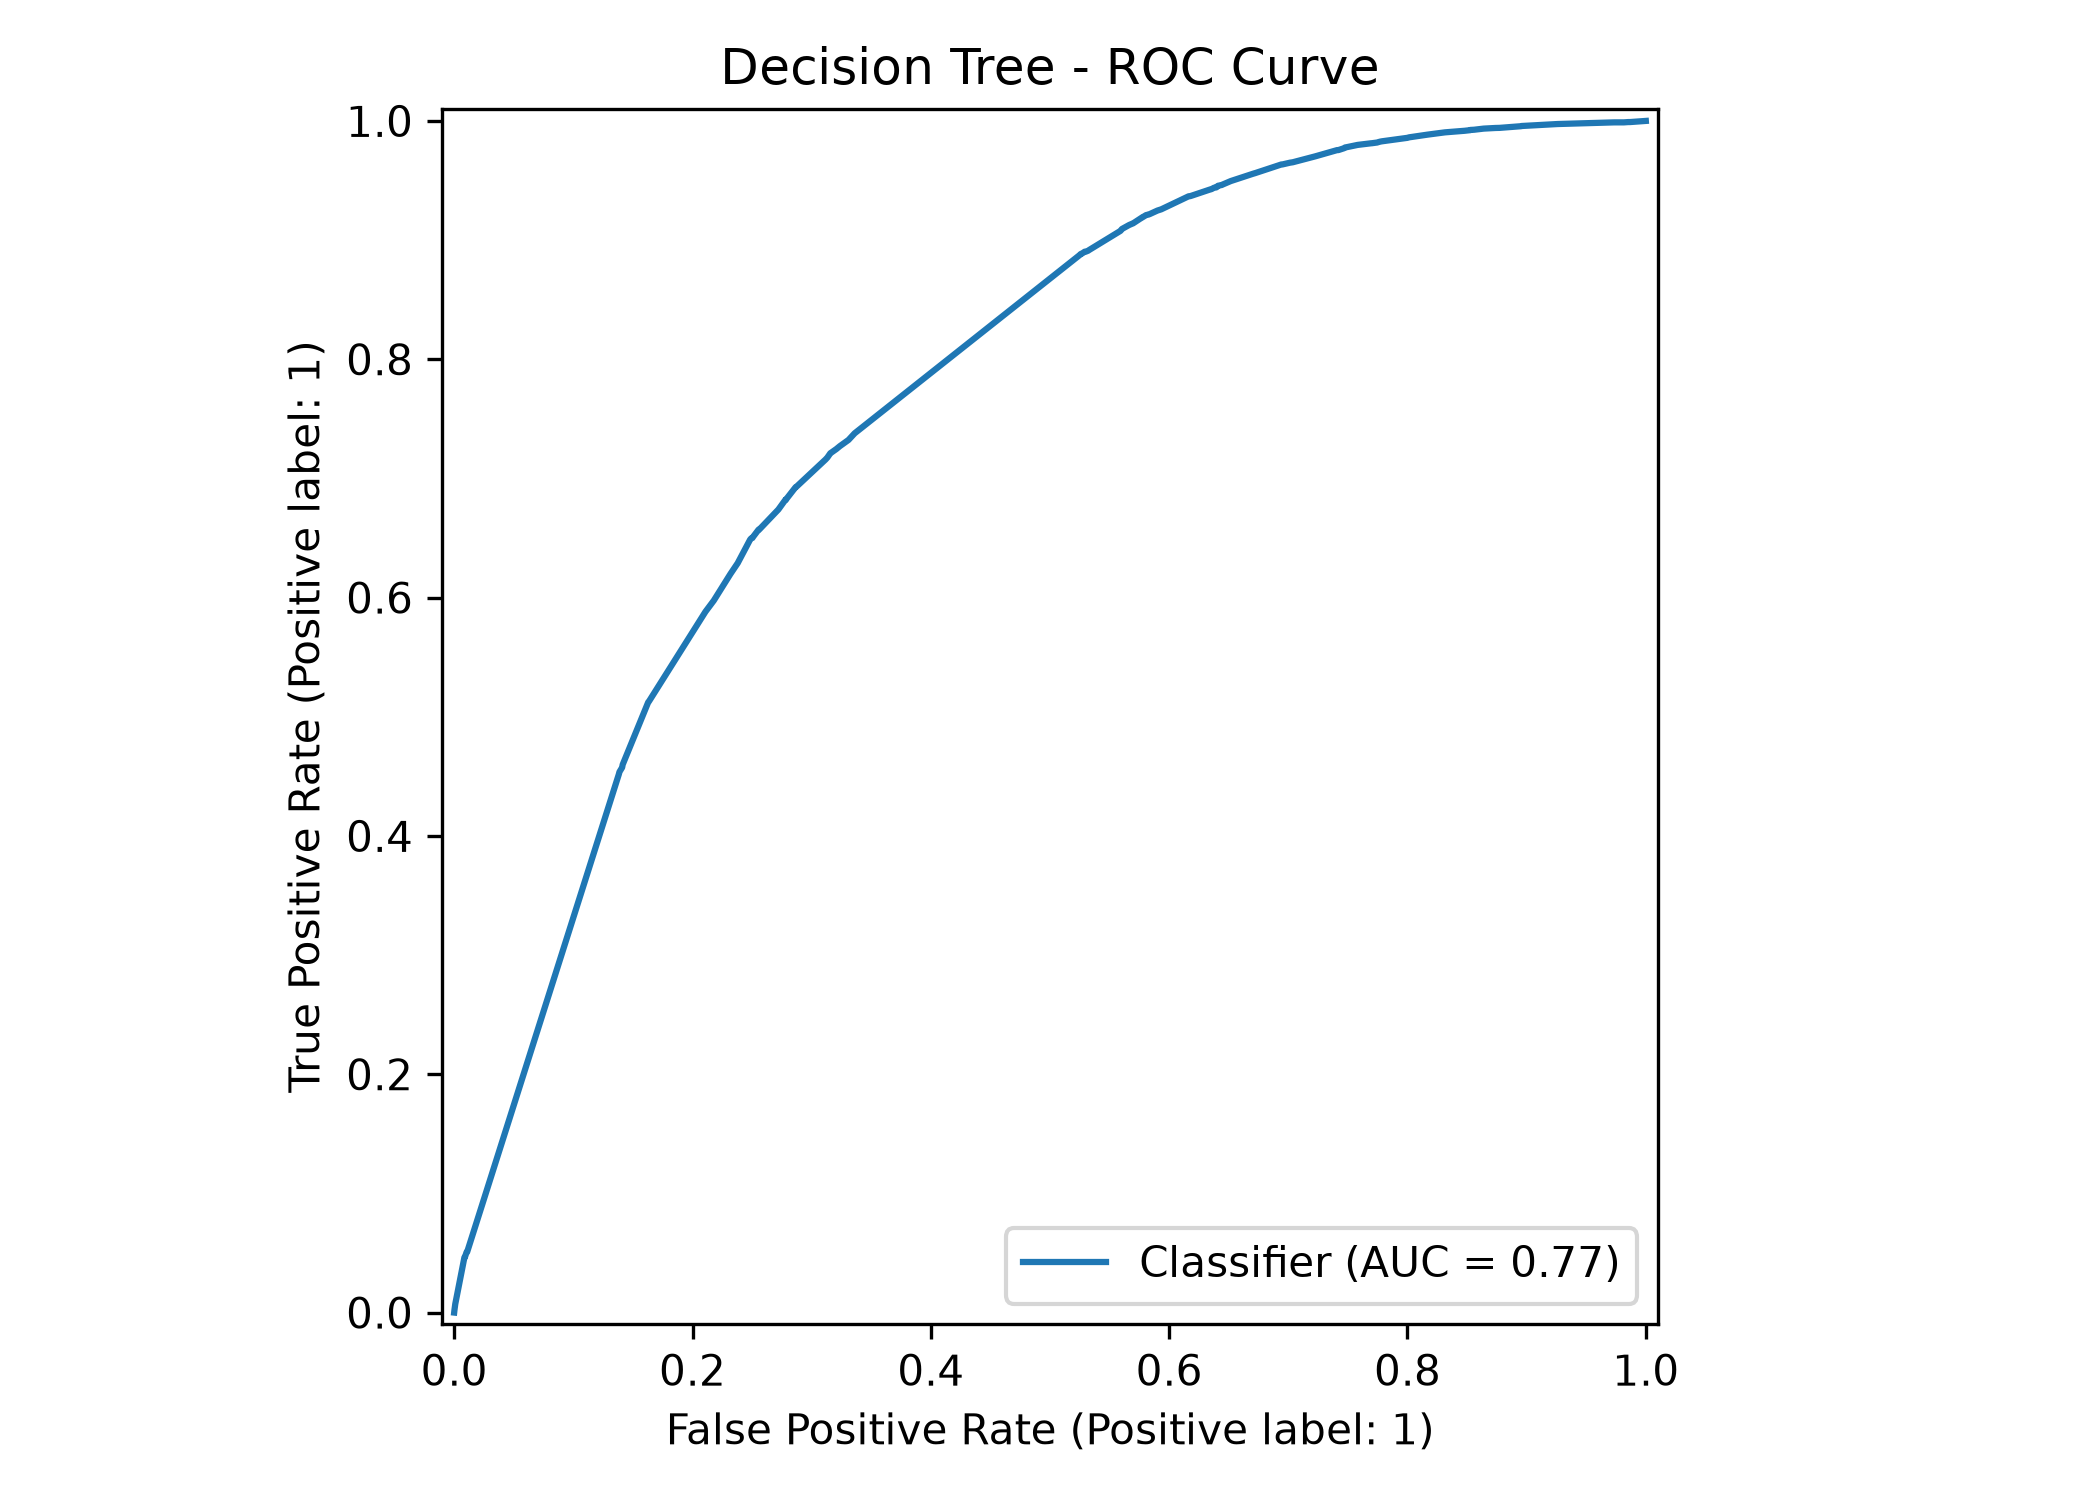 Decision Tree - ROC Curve
1.0
0.8
0.6
0.4
0.2
0.0
True Positive Rate (Positive label: 1)
Classifier (AUC = 0.77)
0.0 0.2 0.4 0.6 0.8 1.0
False Positive Rate (Positive label: 1)